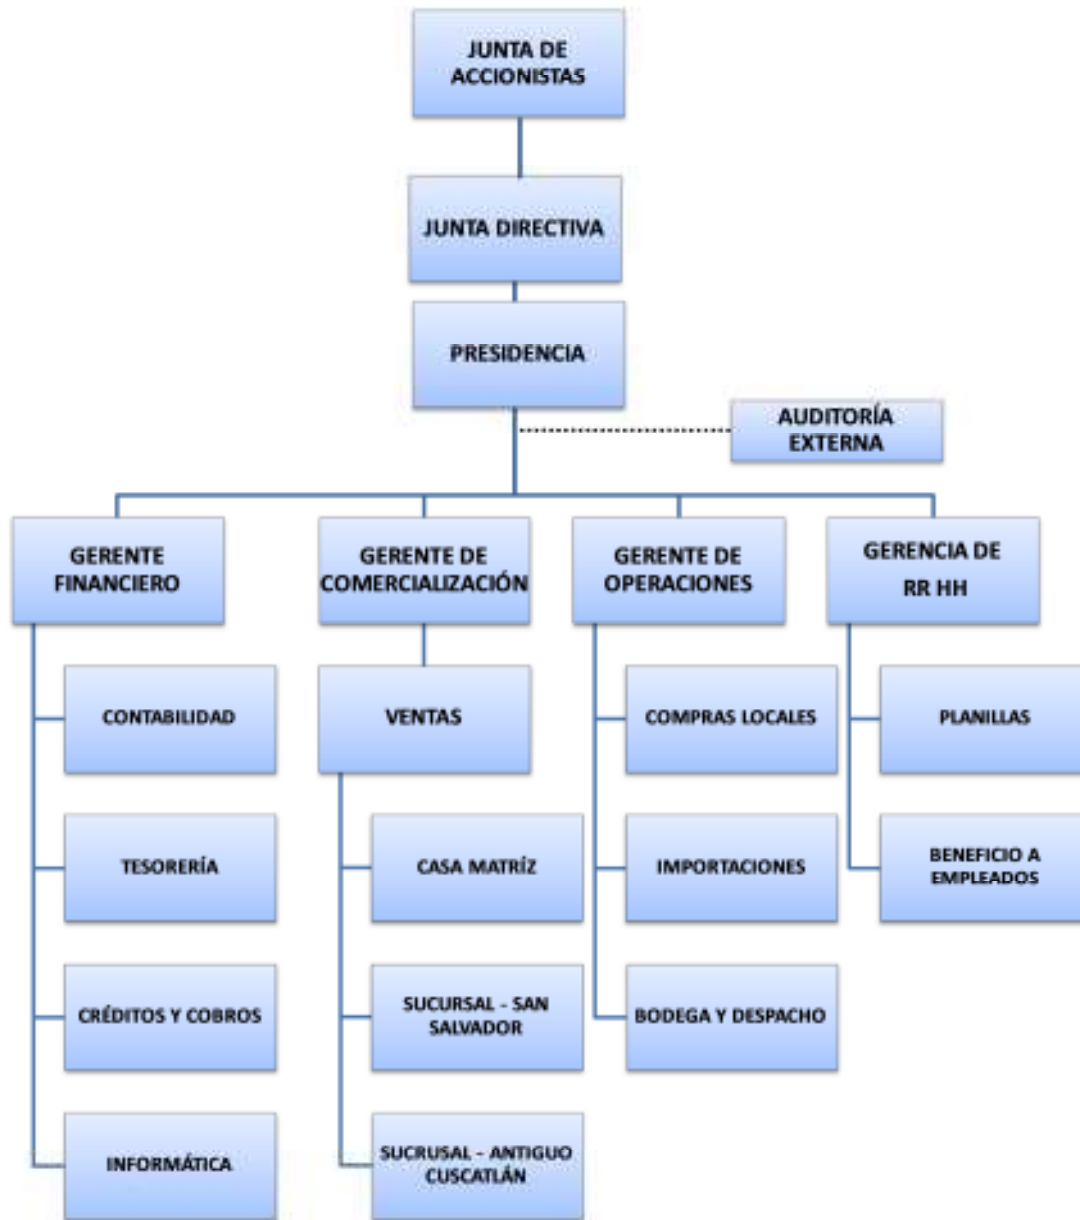 JUNTA DE
ACCIONISTAS
JUNTA DIRECTIVA
PRESIDENCIA
AUDITORÍA
EXTERNA
GERENTE
FINANCIERO
GERENTE DE
COMERCIALIZACIÓN
GERENTE DE
OPERACIONES
GERENCIA DE
RR HH
CONTABILIDAD
VENTAS
COMPRAS LOCALES
PLANILLAS
TESORERÍA
CASA MATRÍZ
IMPORTACIONES
BENEFICIO A
EMPLEADOS
CRÉDITOS Y COBROS
SUCURSAL - SAN
SALVADOR
BODEGA Y DESPACHO
INFORMÁTICA
SUCRUSAL - ANTIGUO
CUSCATLÁN